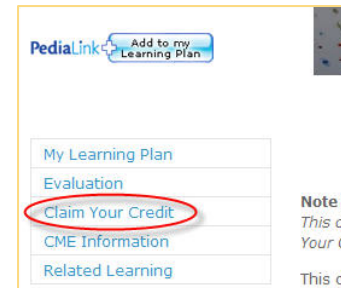 PediaLink
Add to my
Learning Plan
My Learning Plan
Evaluation
Claim Your Credit
CME Information
Related Learning
Note
This
Your
This